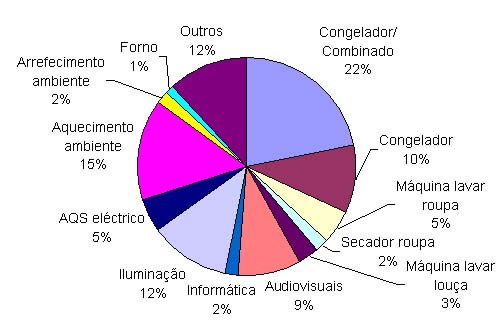 Congelador/
Combinado
22%
Congelador
10%
Máquina lavar
roupa
5%
Secador roupa
2%
Máquina lavar
louça
3%
Audiovisuais
9%
Informática
2%
Iluminação
12%
AQS eléctrico
5%
Aquecimento
ambiente
15%
Arrefecimento
ambiente
2%
Forno
1%
Outros
12%